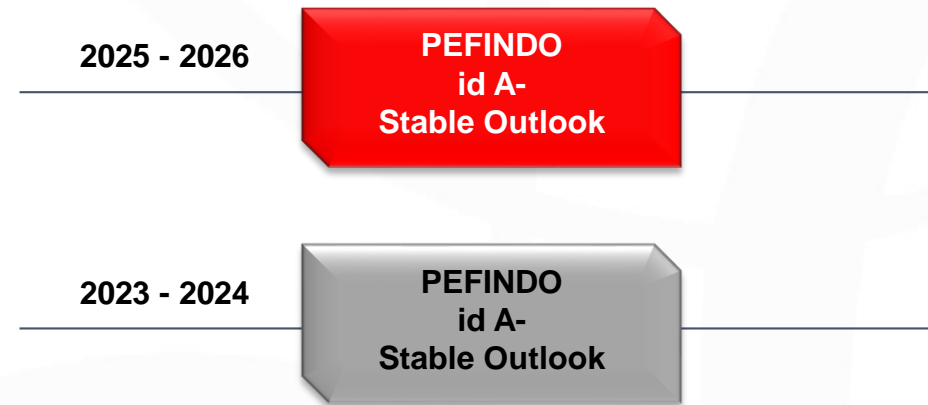 2025 - 2026
PEFINDO
id A-
Stable Outlook
2023 - 2024
PEFINDO
id A-
Stable Outlook